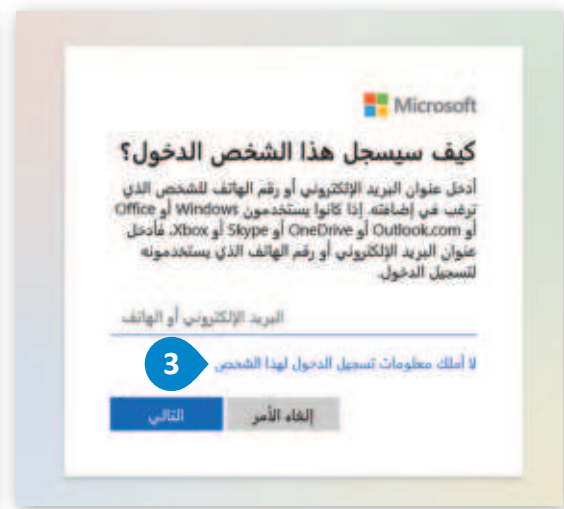 Microsoft
كيف سيسجل هذا الشخص الدخول؟
أدخل عنوان البريد الإلكتروني أو رقم الهاتف للشخص الذي
ترغب في إضافته. إذا كانوا يستخدمون Windows أو Office
أو Outlook.com أو OneDrive أو Skype أو Xbox، فأدخل
عنوان البريد الإلكتروني أو رقم الهاتف الذي يستخدمونه
لتسجيل الدخول.
البريد الإلكتروني أو الهاتف
لا أملك معلومات تسجيل الدخول لهذا الشخص 3
إلغاء الأمر التالي